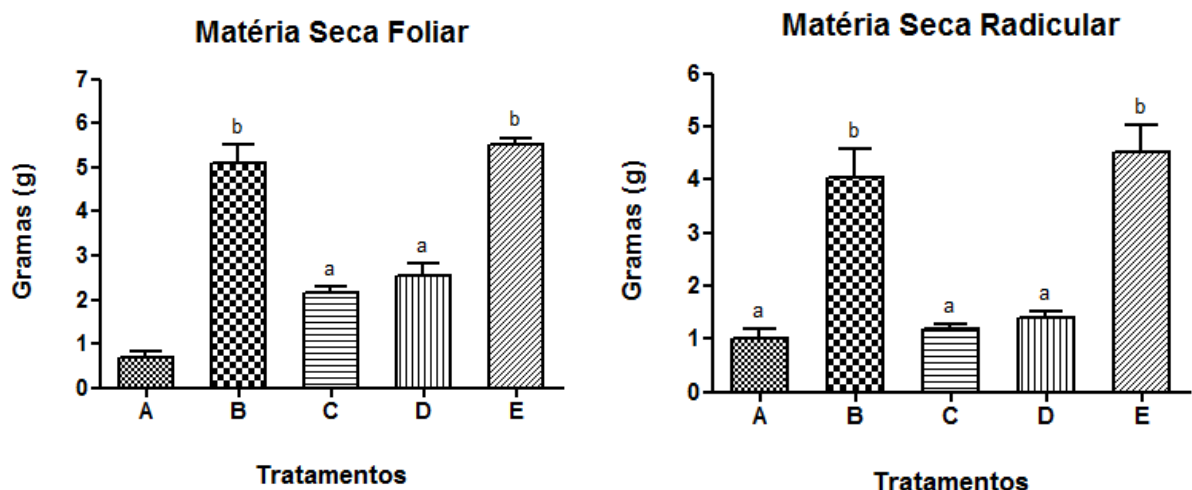 Matéria Seca Foliar
Gramas (g)
7
6
5
4
3
2
1
0
b
a
a
b
A B C D E
Tratamentos
Matéria Seca Radicular
Gramas (g)
6
5
4
3
2
1
0
a
b
a
a
b
A B C D E
Tratamentos